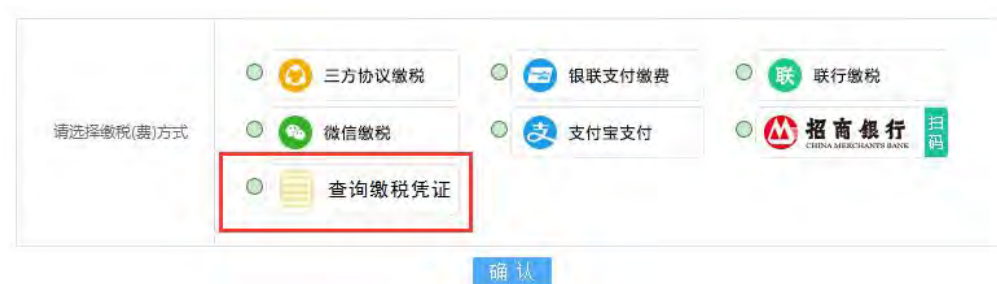 三方协议缴税 银联支付缴费 联 联行缴税
请选择缴税(费)方式 微信缴税 支 支付宝支付 招商银行 扫码
CHINA MERCHANTS BANK
查询缴税凭证
确认